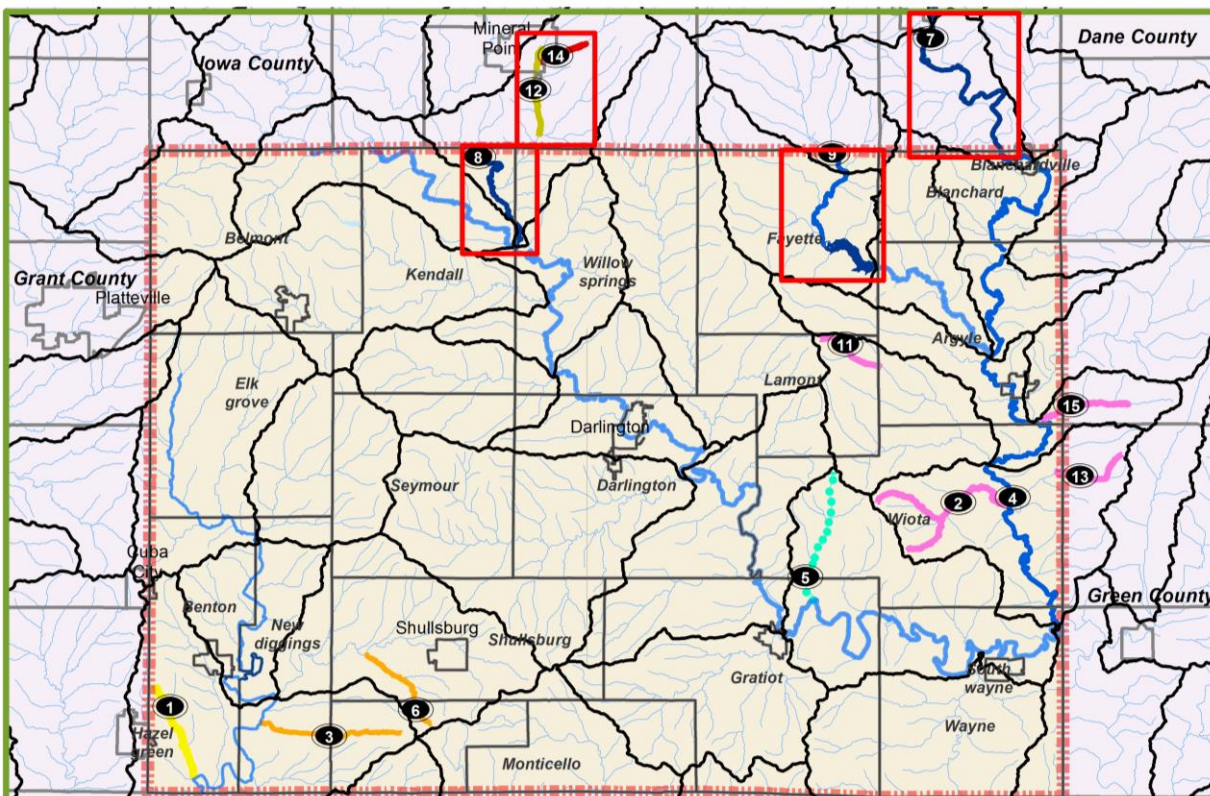 Mineral
Point
7
Dane County
Iowa County
14
12
8
9
Blanchardville
Blanchard
Belmont
Fayette
Grant County
Kendall
Willow
springs
Platteville
Argyle
11
Elk
grove
Lamont
15
Darlington
Seymour
Darlington
13
2
4
Wiota
Cuba
City
5
Benton
New
diggings
Shullsburg
Shullsburg
Green County
Gratiot
South
wayne
1
6
Hazel
green
3
Wayne
Monticello